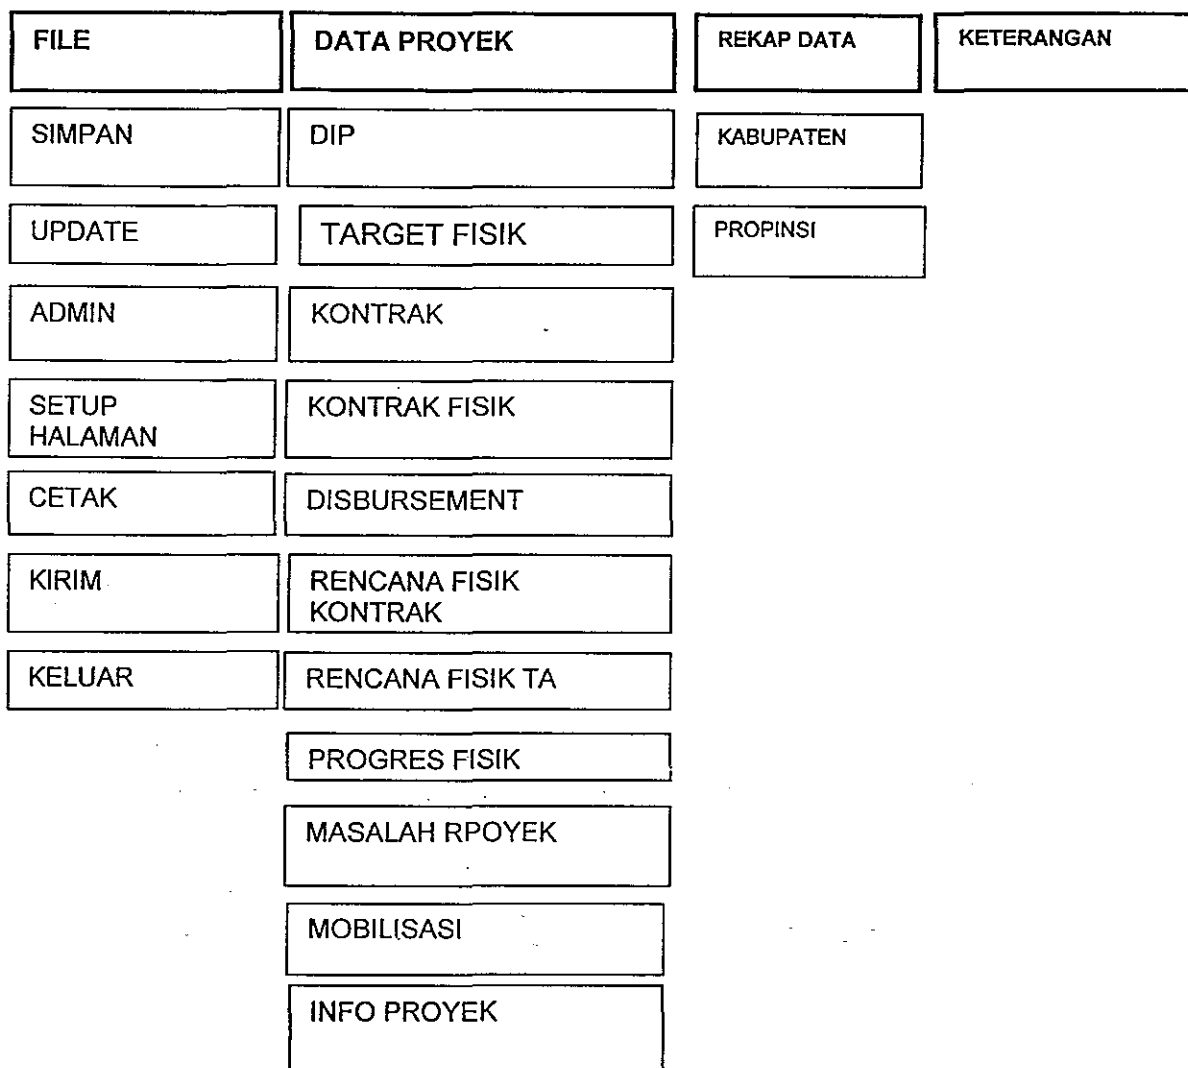 FILE
DATA PROYEK
REKAP DATA
KETERANGAN
SIMPAN
DIP
KABUPATEN
UPDATE
TARGET FISIK
PROPINSI
ADMIN
KONTRAK
SETUP
HALAMAN
KONTRAK FISIK
CETAK
DISBURSEMENT
KIRIM
RENCANA FISIK
KONTRAK
KELUAR
RENCANA FISIK TA
PROGRES FISIK
MASALAH RPOYEK
MOBILISASI
INFO PROYEK